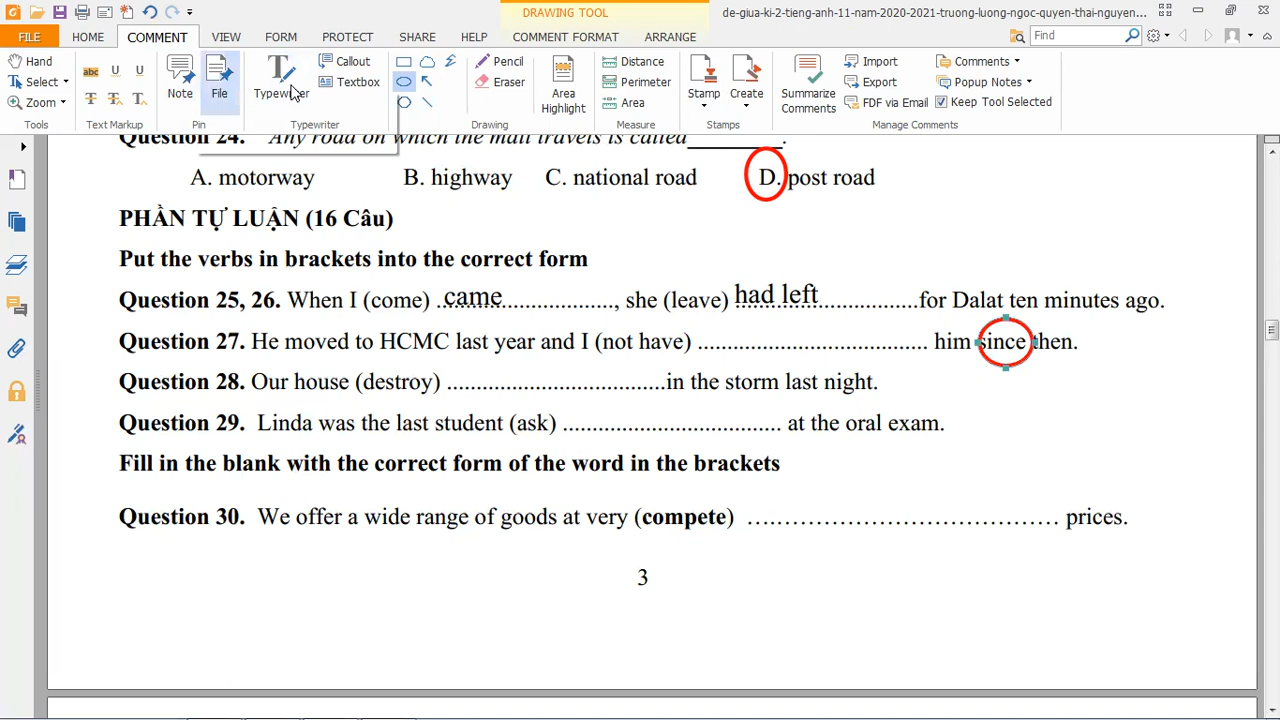 DRAWING TOOL
de-giua-ki-2-tieng-anh-11-nam-2020-2021-truong-luong-ngoc-quyen-thai-nguyen-...
FILE HOME COMMENT VIEW FORM PROTECT SHARE HELP COMMENT FORMAT ARRANGE Find
Hand
Select
Zoom
Tools
abc U U
T T T
Text Markup
Note File
Pin
Typewriter
Callout
Textbox
Typewriter
Pencil
Eraser
Area Highlight
Drawing
Distance
Perimeter
Area
Measure
Stamp Create
Stamps
Summarize Comments
Import
Export
FDF via Email
Comments
Popup Notes
Keep Tool Selected
Manage Comments
Question 24. Any road on which the mail travels is called________.
A. motorway B. highway C. national road D. post road
PHẦN TỰ LUẬN (16 Câu)
Put the verbs in brackets into the correct form
Question 25, 26. When I (come) ..came...................., she (leave) had left.................for Dalat ten minutes ago.
Question 27. He moved to HCMC last year and I (not have) ....................................... him since then.
Question 28. Our house (destroy) .....................................in the storm last night.
Question 29. Linda was the last student (ask) ..................................... at the oral exam.
Fill in the blank with the correct form of the word in the brackets
Question 30. We offer a wide range of goods at very (compete) …………………………………… prices.
3